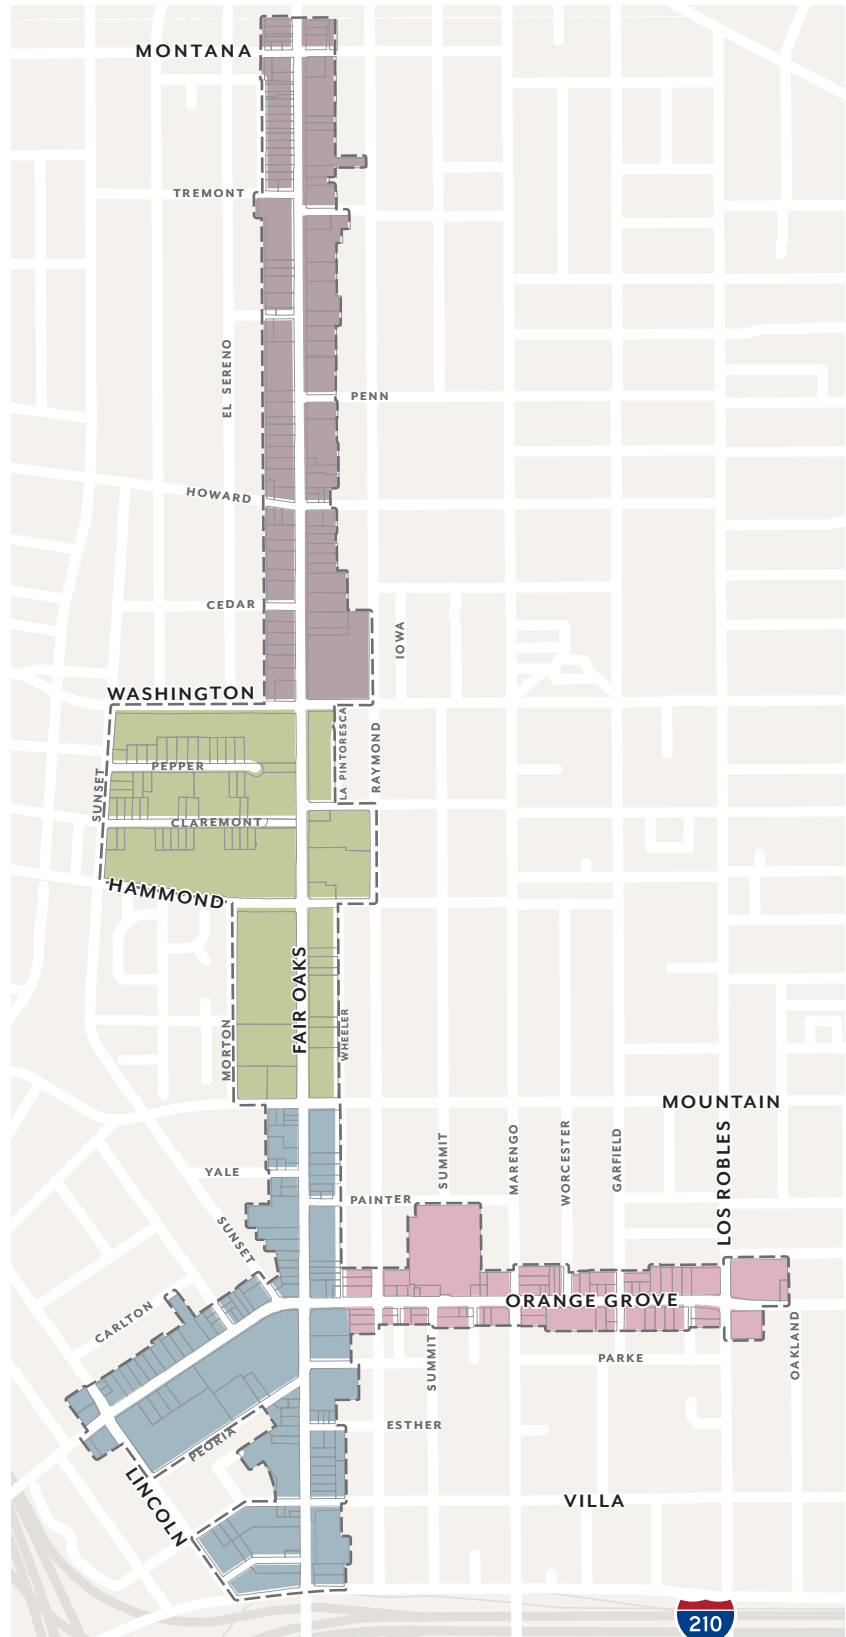 MONTANA
TREMONT
EL SERENO
PENN
HOWARD
CEDAR
IOWA
WASHINGTON
LA PINTORESCA
RAYMOND
SUNSET
PEPPER
CLAREMONT
HAMMOND
FAIR OAKS
MORTON
WHEELER
MOUNTAIN
SUMMIT
MARENGO
WORCESTER
GARFIELD
LOS ROBLES
YALE
PAINTER
SUNSET
CARLTON
ORANGE GROVE
SUMMIT
PARKE
OAKLAND
ESTHER
PEORIA
LINCOLN
VILLA
210